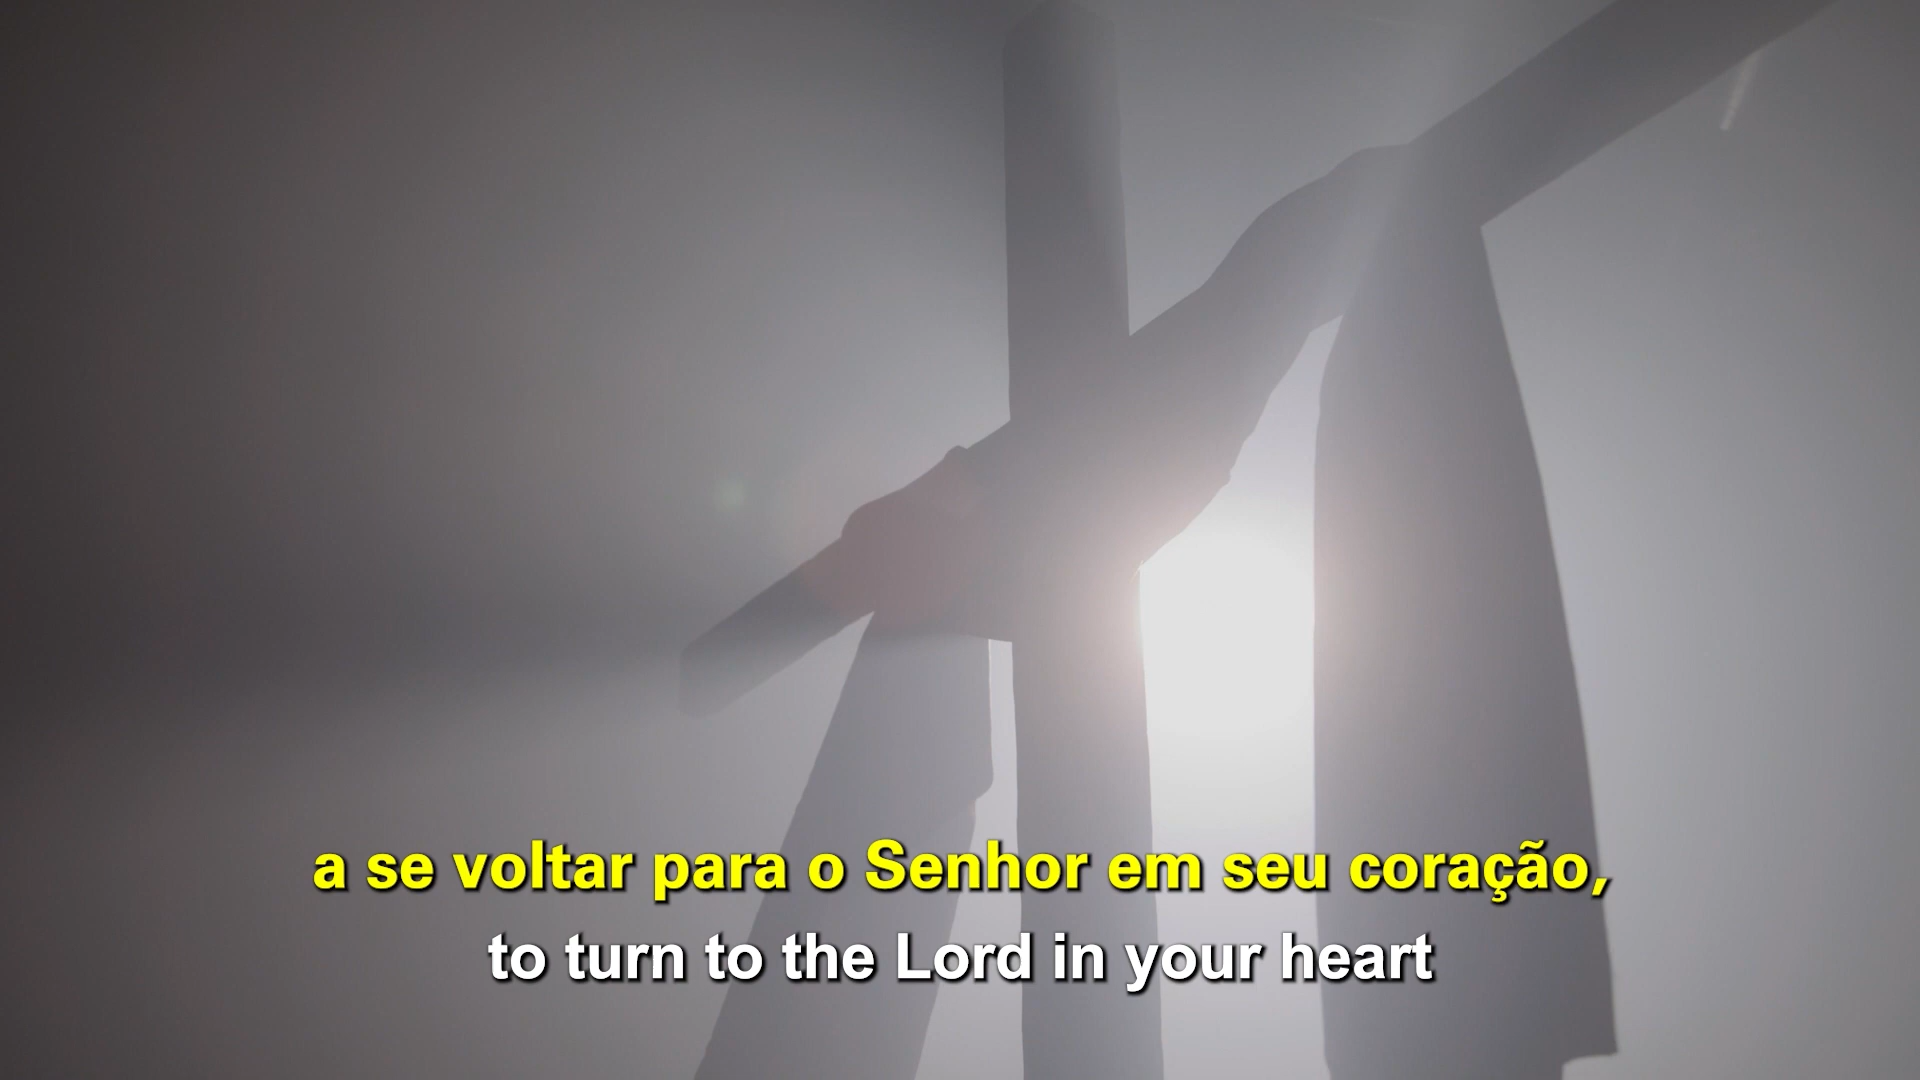 a se voltar para o Senhor em seu coração,
to turn to the Lord in your heart